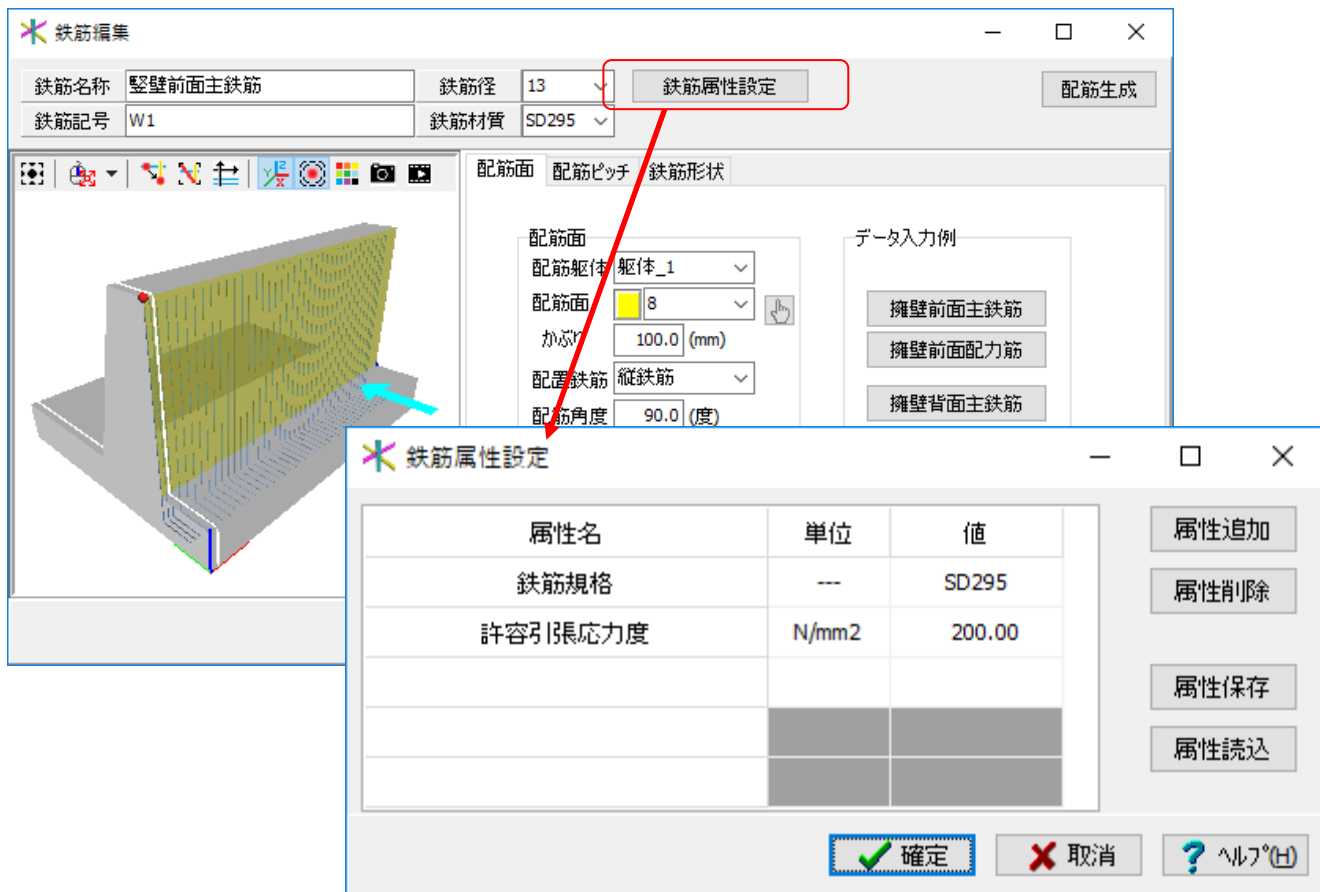 鉄筋編集
鉄筋名称 竪壁前面主鉄筋 鉄筋径 13 鉄筋属性設定 配筋生成
鉄筋記号 W1 鉄筋材質 SD295
配筋面 配筋ピッチ 鉄筋形状
配筋面 データ入力例
配筋躯体 躯体_1
配筋面 8 擁壁前面主鉄筋
かぶり 100.0 (mm) 擁壁前面配力筋
配置鉄筋 縦鉄筋
配筋角度 90.0 (度) 擁壁背面主鉄筋
鉄筋属性設定
属性名 単位 値 属性追加
鉄筋規格 --- SD295 属性削除
許容引張応力度 N/mm2 200.00
属性保存
属性読込
確定 取消 ヘルプ(H)